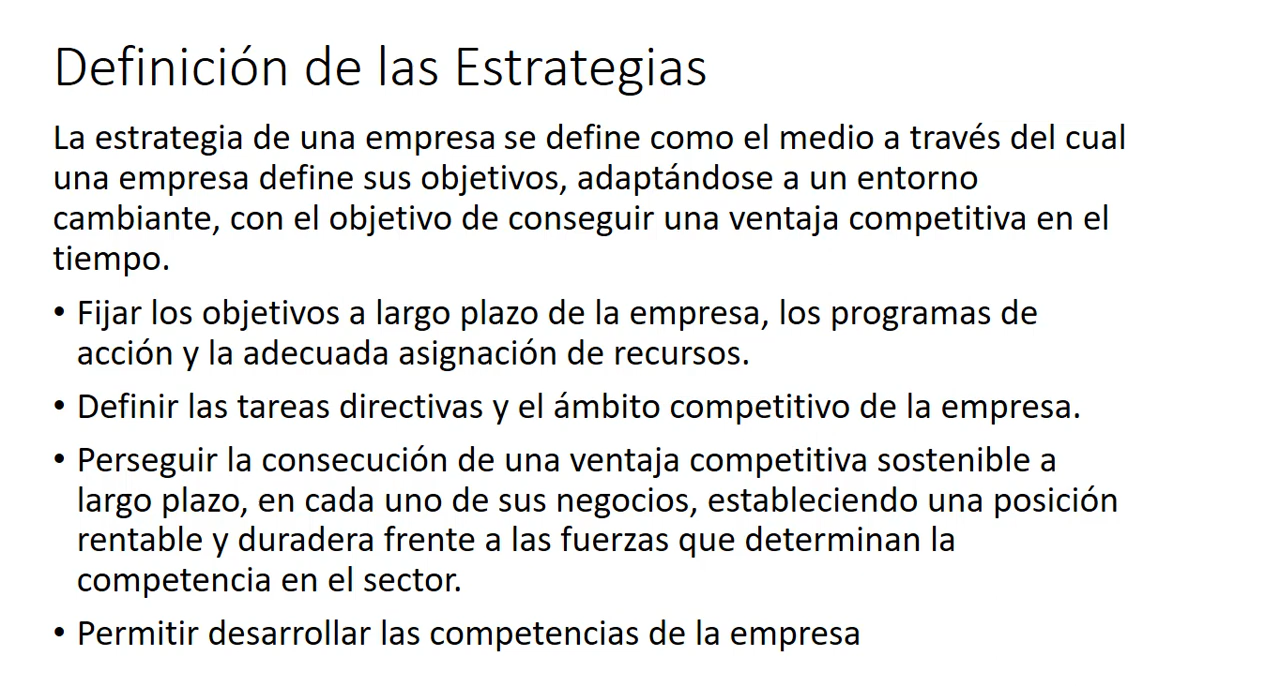 Definición de las Estrategias
La estrategia de una empresa se define como el medio a través del cual
una empresa define sus objetivos, adaptándose a un entorno
cambiante, con el objetivo de conseguir una ventaja competitiva en el
tiempo.
• Fijar los objetivos a largo plazo de la empresa, los programas de
acción y la adecuada asignación de recursos.
• Definir las tareas directivas y el ámbito competitivo de la empresa.
• Perseguir la consecución de una ventaja competitiva sostenible a
largo plazo, en cada uno de sus negocios, estableciendo una posición
rentable y duradera frente a las fuerzas que determinan la
competencia en el sector.
• Permitir desarrollar las competencias de la empresa